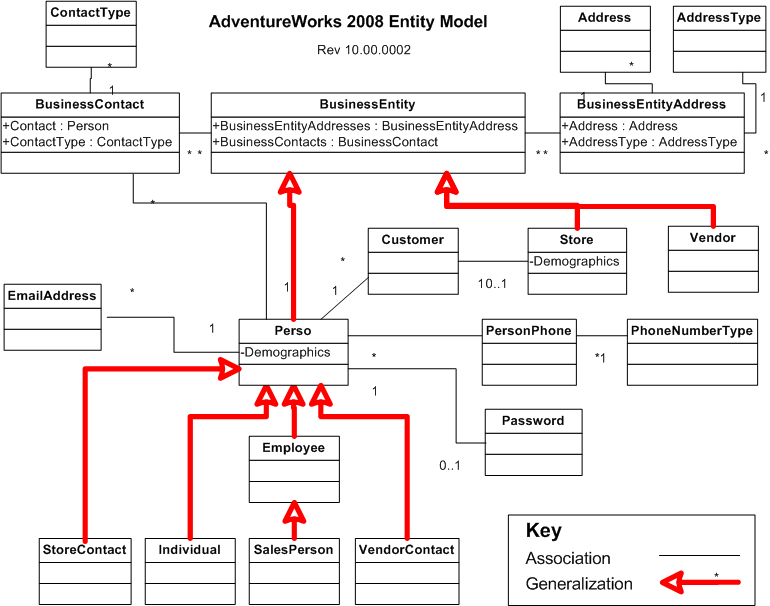 AdventureWorks 2008 Entity Model
Rev 10.00.0002
ContactType
*
1
Address
*
1
AddressType
1
*
BusinessContact
+Contact : Person
+ContactType : ContactType
* *
BusinessEntity
+BusinessEntityAddresses : BusinessEntityAddress
+BusinessContacts : BusinessContact
**
BusinessEntityAddress
+Address : Address
+AddressType : AddressType
*
1
Customer
*
1
10..1
Store
-Demographics
Vendor
EmailAddress
*
1
Perso
-Demographics
*
1
PersonPhone
*1
PhoneNumberType
Password
0..1
Employee
StoreContact
Individual
SalesPerson
VendorContact
Key
Association
Generalization
*